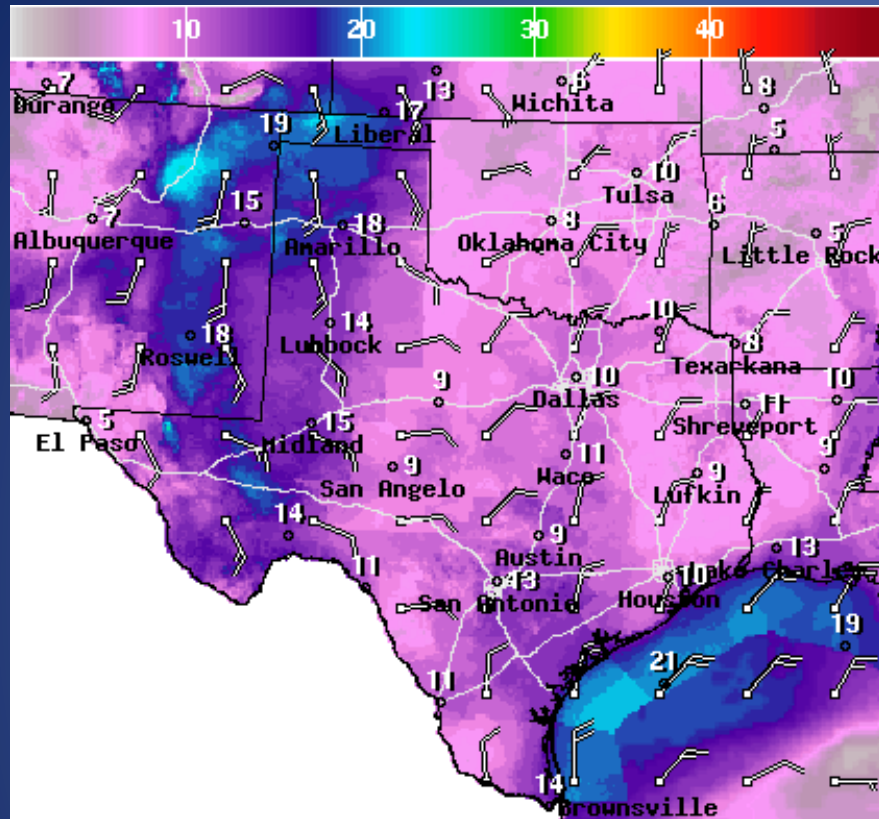 10 20 30 40
7 13 8 8
Durango 17 Liberal Wichita
19 5
15 10
Tulsa
7 18 8 6 5
Albuquerque Amarillo Oklahoma City Little Rock
18 14 10
Roswell Lubbock 8
Texarkana
9 10 10
Dallas
5 15 11
El Paso Midland Shreveport
9 11 9 9
San Angelo Waco Lufkin
14 9 13
Austin Lake Charles
11 13 10
San Antonio Houston
19
11 21
14
Brownsville